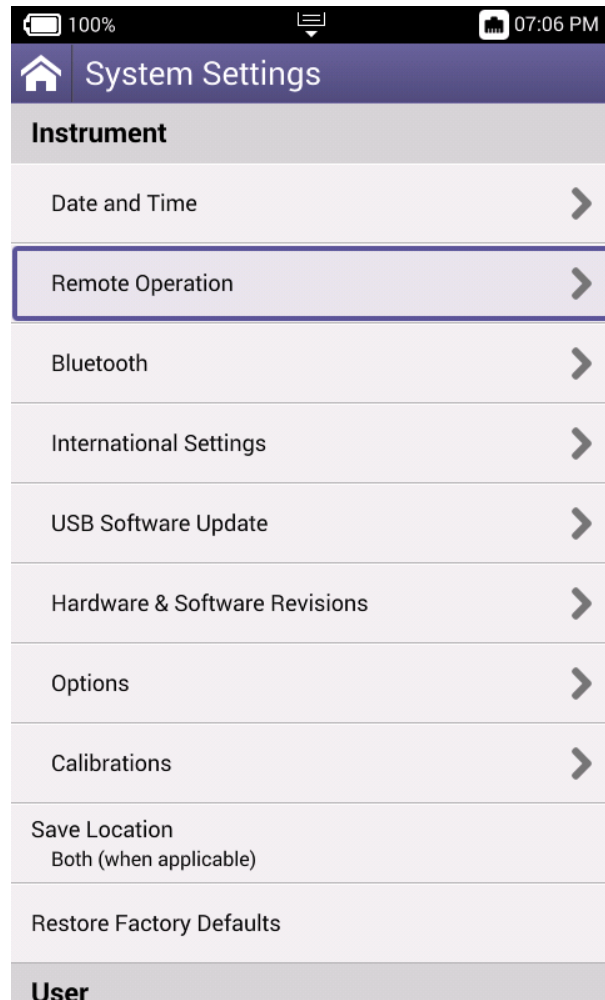 100%
07:06 PM
System Settings
Instrument
Date and Time
Remote Operation
Bluetooth
International Settings
USB Software Update
Hardware & Software Revisions
Options
Calibrations
Save Location
Both (when applicable)
Restore Factory Defaults
User